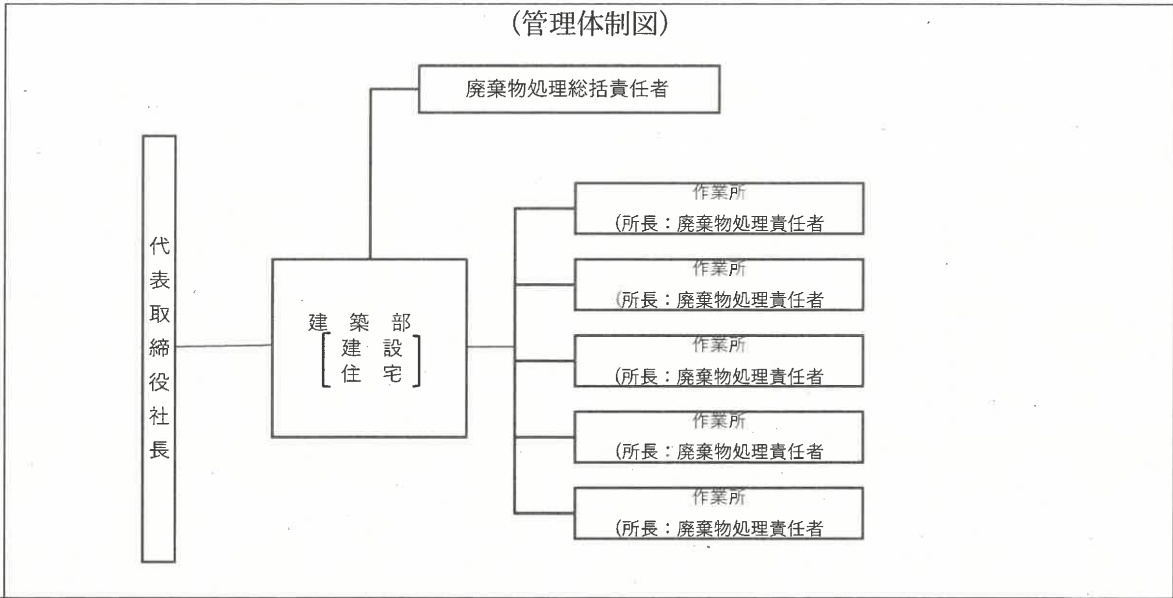 (管理体制図)
廃棄物処理総括責任者
代表取締役社長
建 築 部
建 設
住 宅
作業所
(所長：廃棄物処理責任者
作業所
(所長：廃棄物処理責任者
作業所
(所長：廃棄物処理責任者
作業所
(所長：廃棄物処理責任者
作業所
(所長：廃棄物処理責任者